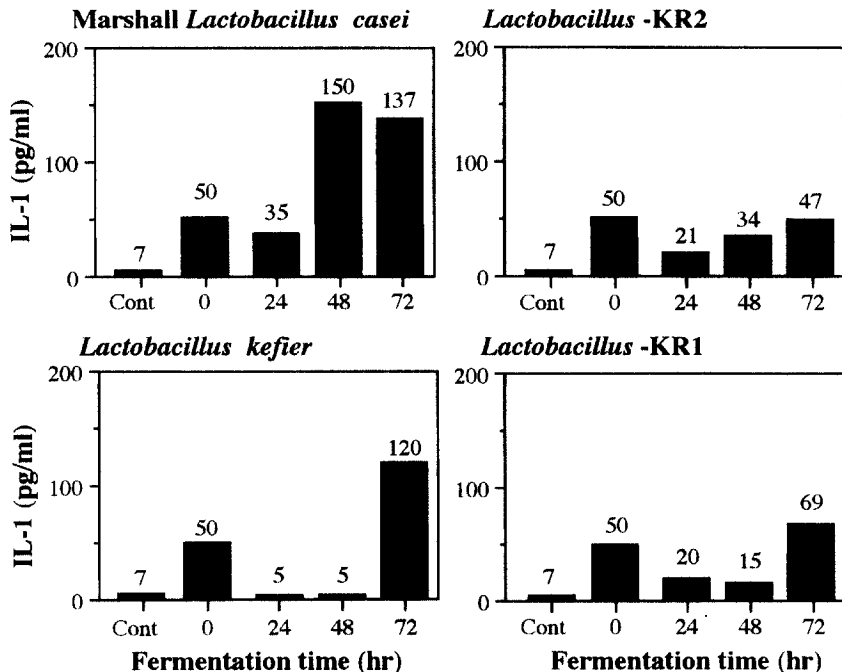 Marshall Lactobacillus casei
IL-1 (pg/ml)
200
100
0
7
50
35
150
137
Cont 0 24 48 72
Lactobacillus -KR2
200
100
0
7
50
21
34
47
Cont 0 24 48 72
Lactobacillus kefier
IL-1 (pg/ml)
200
100
0
7
50
5
5
120
Cont 0 24 48 72
Fermentation time (hr)
Lactobacillus -KR1
200
100
0
7
50
20
15
69
Cont 0 24 48 72
Fermentation time (hr)